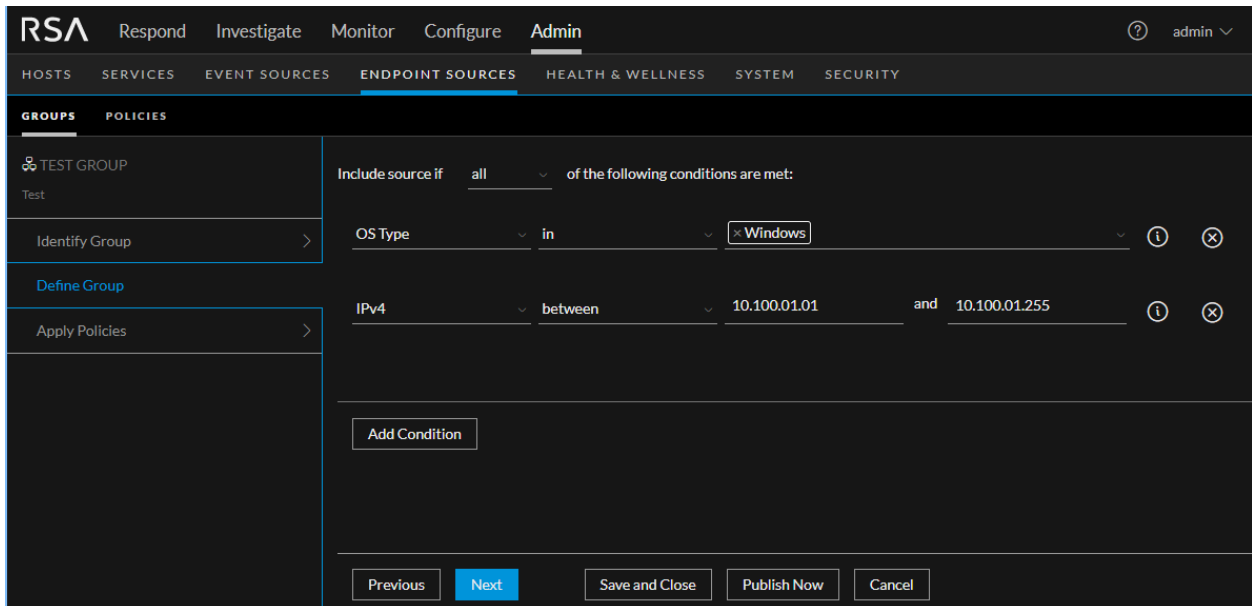 RSA Respond Investigate Monitor Configure Admin ? admin
HOSTS SERVICES EVENT SOURCES ENDPOINT SOURCES HEALTH & WELLNESS SYSTEM SECURITY
GROUPS POLICIES
TEST GROUP
Test
Identify Group
Define Group
Apply Policies
Include source if all of the following conditions are met:
OS Type in × Windows i
IPv4 between 10.100.01.01 and 10.100.01.255 i
Add Condition
Previous Next Save and Close Publish Now Cancel